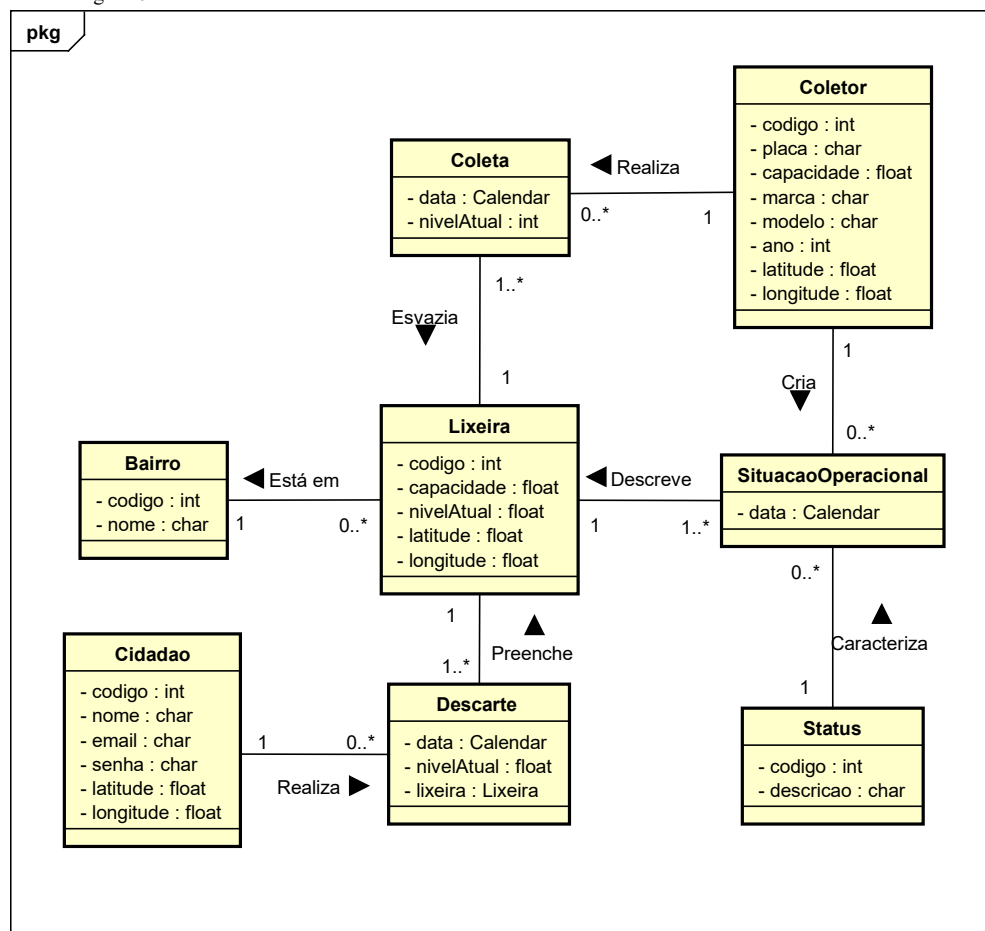 pkg
Coletor
- codigo : int
- placa : char
- capacidade : float
- marca : char
- modelo : char
- ano : int
- latitude : float
- longitude : float
Coleta
- data : Calendar
- nivelAtual : int
Realiza
0..*
1
1..*
Esvazia
1
1
Cria
0..*
Lixeira
- codigo : int
- capacidade : float
- nivelAtual : float
- latitude : float
- longitude : float
Bairro
- codigo : int
- nome : char
Está em
1
0..*
Descreve
1
1..*
SituacaoOperacional
- data : Calendar
0..*
Caracteriza
1
1
Preenche
1..*
Cidadao
- codigo : int
- nome : char
- email : char
- senha : char
- latitude : float
- longitude : float
1
0..*
Realiza
Descarte
- data : Calendar
- nivelAtual : float
- lixeira : Lixeira
Status
- codigo : int
- descricao : char